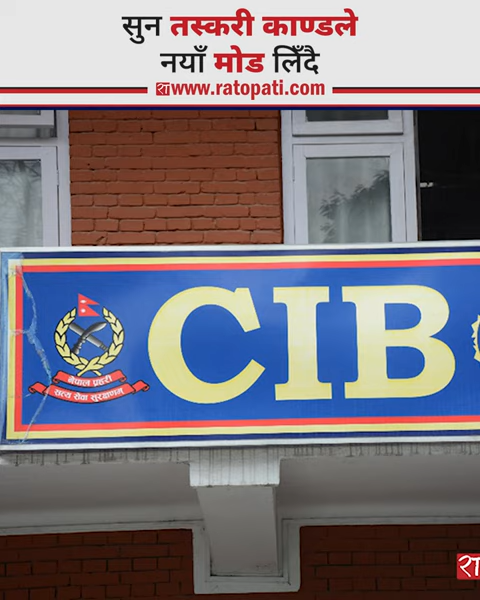 सुन तस्करी काण्डले
नयाँ मोड लिँदै
रा www.ratopati.com
CIB
नेपाल प्रहरी
सत्य सेवा सुरक्षणम्
रा